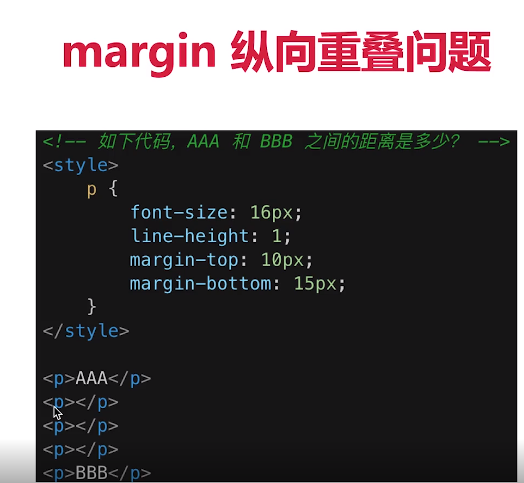 margin 纵向重叠问题
<!-- 如下代码，AAA 和 BBB 之间的距离是多少？ -->
<style>
    p {
        font-size: 16px;
        line-height: 1;
        margin-top: 10px;
        margin-bottom: 15px;
    }
</style>

<p>AAA</p>
<p></p>
<p></p>
<p></p>
<p>BBB</p>